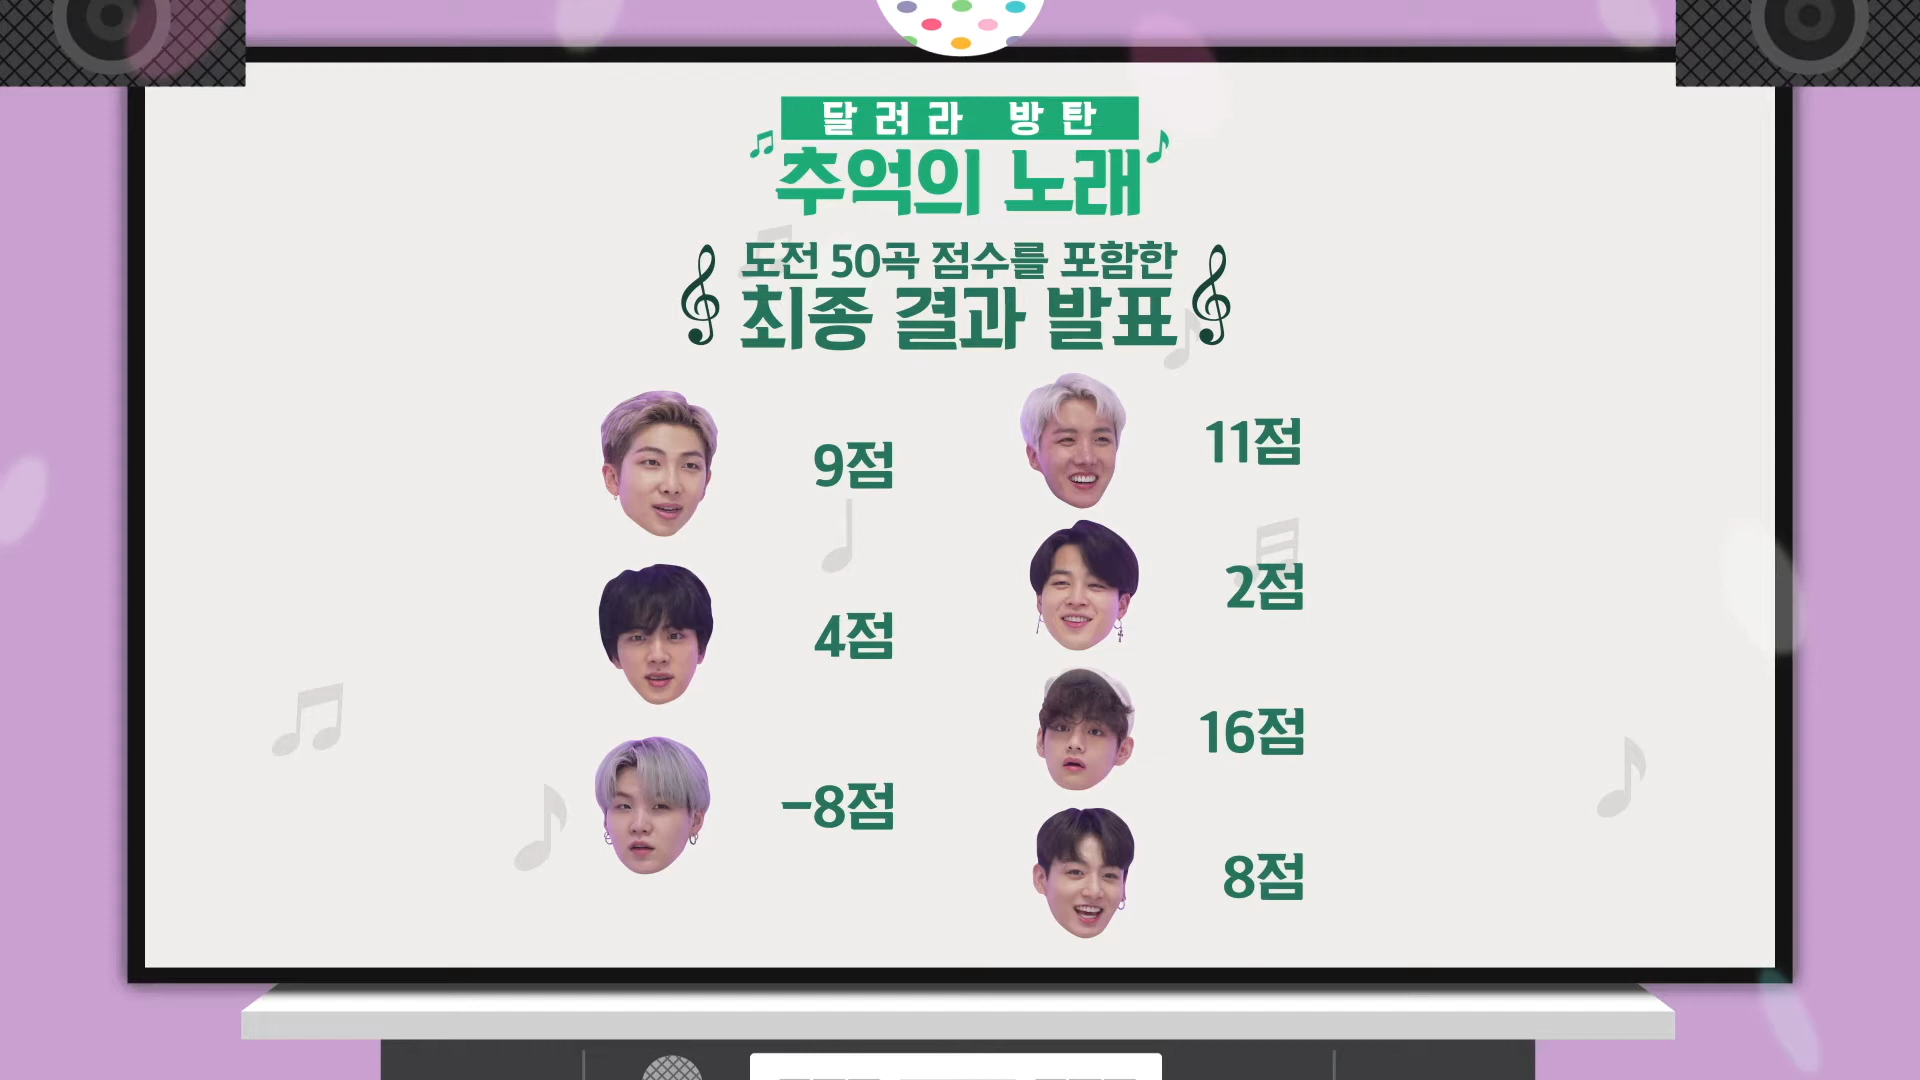 달려라 방탄
추억의 노래
도전 50곡 점수를 포함한
최종 결과 발표
9점
4점
-8점
11점
2점
16점
8점